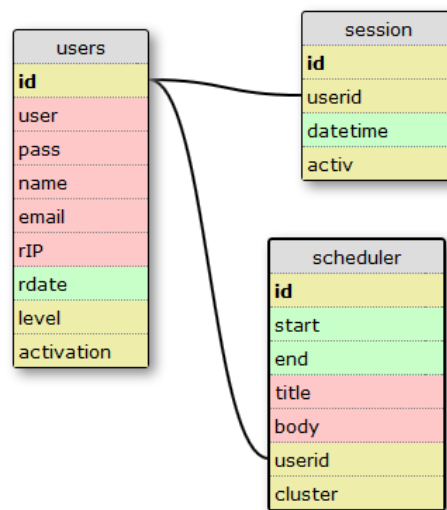 users
id
user
pass
name
email
rIP
rdate
level
activation
session
id
userid
datetime
activ
scheduler
id
start
end
title
body
userid
cluster